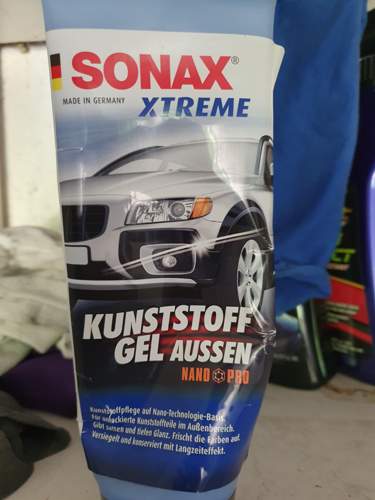 SONAX®
MADE IN GERMANY
XTREME
KUNSTSTOFF
GEL AUSSEN
NANO PRO
Kunststoffpflege auf Nano-Technologie-Basis
für unlackierte Kunststoffteile im Außenbereich.
Gibt satten und tiefen Glanz. Frischt die Farben auf.
Versiegelt und konserviert mit Langzeiteffekt.